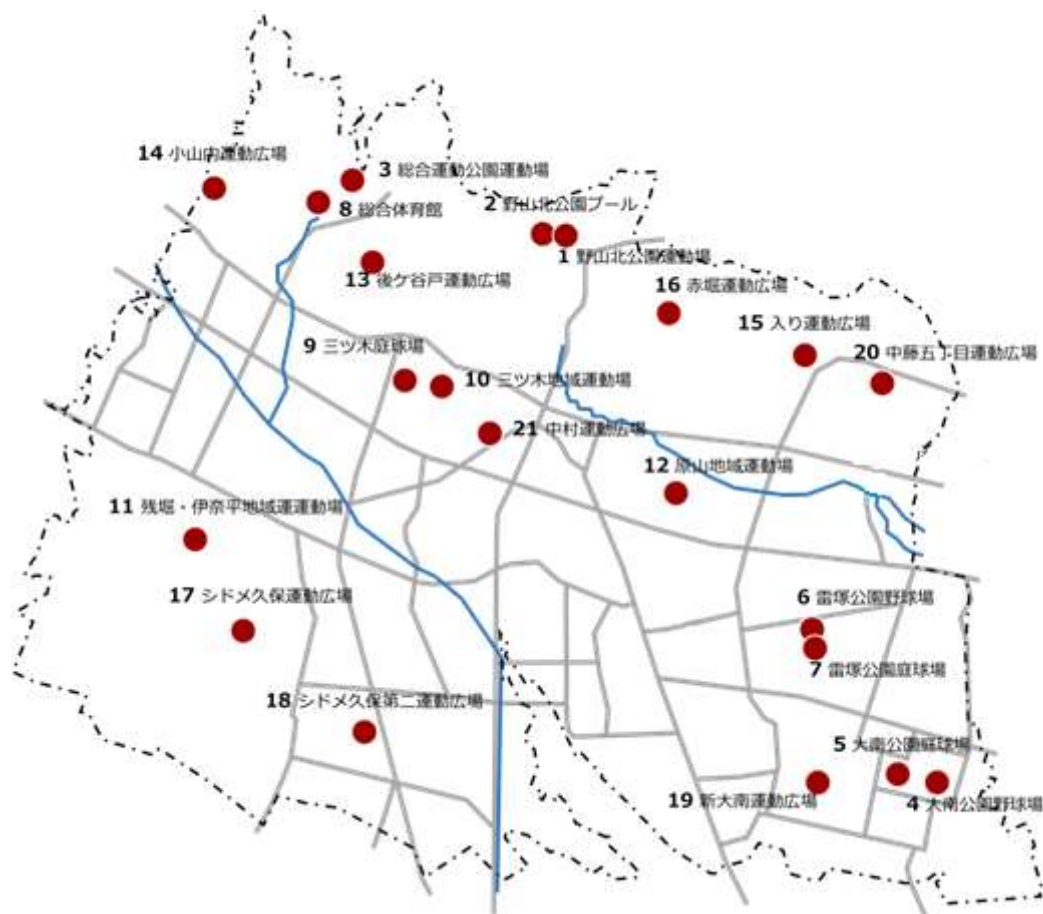 14 小山内運動広場
3 総合運動公園運動場
8 総合体育館
2 野山北公園プール
1 野山北公園運動場
13 後ケ谷戸運動広場
16 赤堀運動広場
15 入り運動広場
20 中藤五丁目運動広場
9 三ツ木庭球場
10 三ツ木地域運動場
21 中村運動広場
12 原山地域運動場
11 残堀・伊奈平地域運運動場
17 シドメ久保運動広場
6 雷塚公園野球場
7 雷塚公園庭球場
18 シドメ久保第二運動広場
5 大南公園庭球場
19 新大南運動広場
4 大南公園野球場